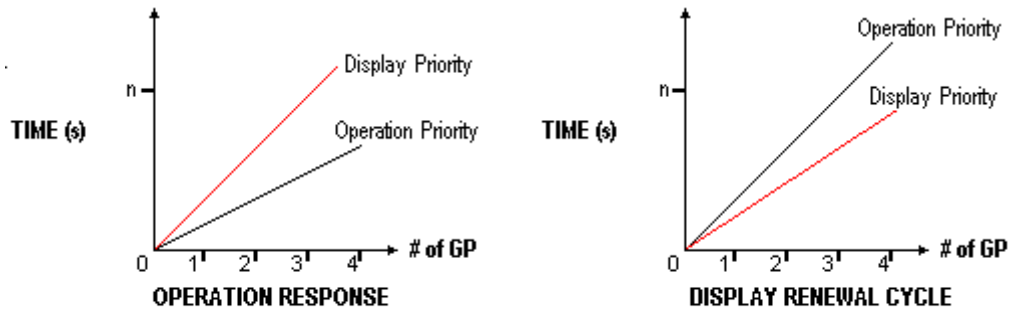 Display Priority
n
TIME (s)
Operation Priority
# of GP
0 1 2 3 4
OPERATION RESPONSE
Operation Priority
n
Display Priority
TIME (s)
# of GP
0 1 2 3 4
DISPLAY RENEWAL CYCLE